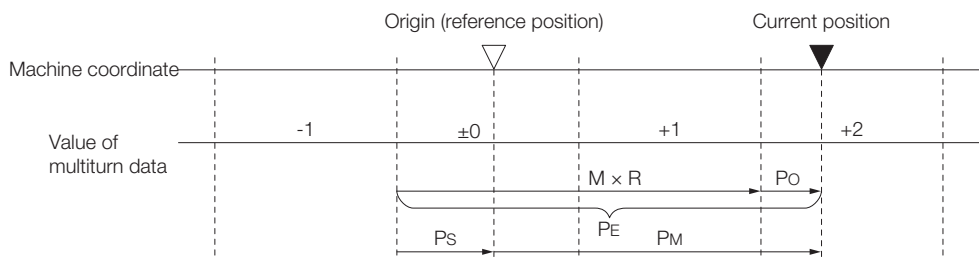 Origin (reference position) Current position
Machine coordinate
Value of
multiturn data
-1 ±0 +1 +2
M × R PO
PE
PS PM